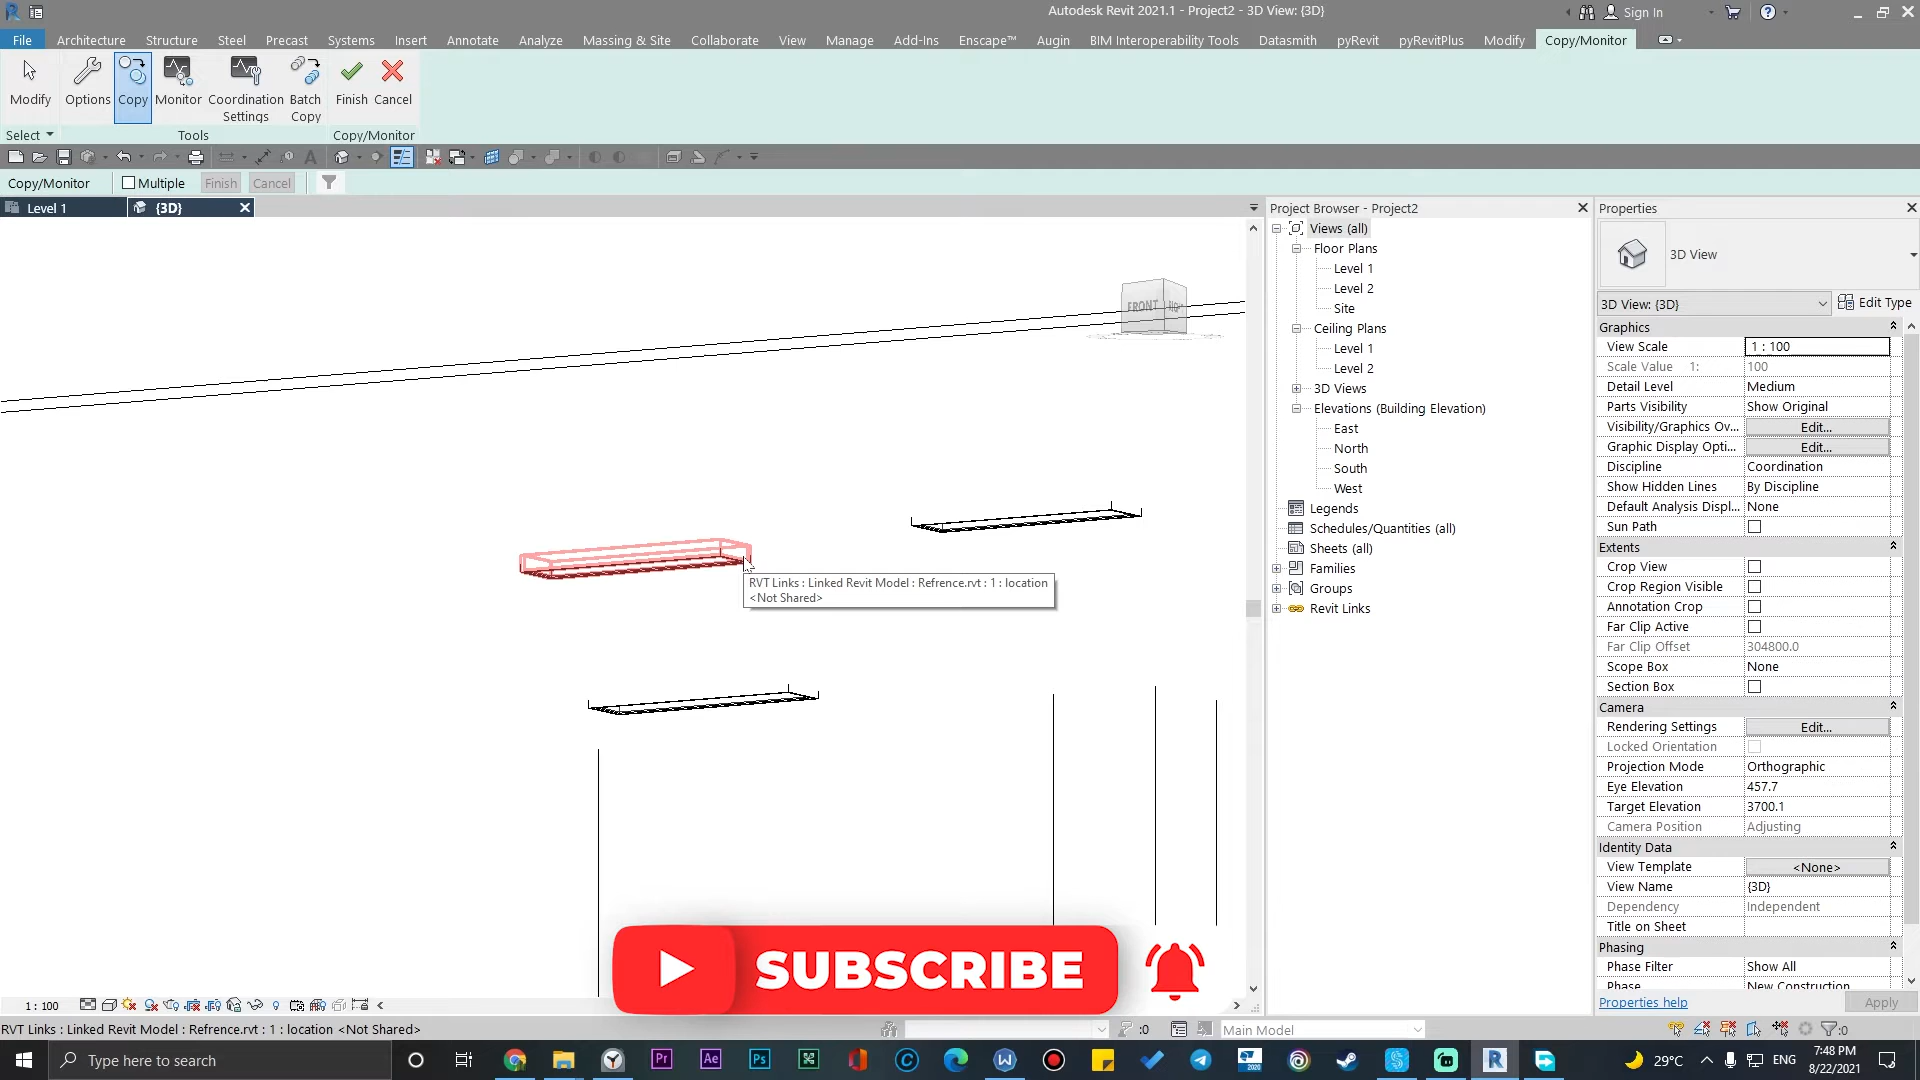 Autodesk Revit 2021.1 - Project2 - 3D View: {3D}
Sign In
File Architecture Structure Steel Precast Systems Insert Annotate Analyze Massing & Site Collaborate View Manage Add-Ins Enscape™ Augin BIM Interoperability Tools Datasmith pyRevit pyRevitPlus Modify Copy/Monitor
Modify Options Copy Monitor Coordination Settings Batch Copy Finish Cancel
Select Tools Copy/Monitor
Copy/Monitor Multiple Finish Cancel
Level 1 {3D}
FRONT
RVT Links : Linked Revit Model : Refrence.rvt : 1 : location
<Not Shared>
SUBSCRIBE
1 : 100
Project Browser - Project2
Views (all)
Floor Plans
Level 1
Level 2
Site
Ceiling Plans
Level 1
Level 2
3D Views
Elevations (Building Elevation)
East
North
South
West
Legends
Schedules/Quantities (all)
Sheets (all)
Families
Groups
Revit Links
Properties
3D View
3D View: {3D} Edit Type
Graphics
View Scale 1 : 100
Scale Value 1: 100
Detail Level Medium
Parts Visibility Show Original
Visibility/Graphics Ov... Edit...
Graphic Display Opti... Edit...
Discipline Coordination
Show Hidden Lines By Discipline
Default Analysis Displ... None
Sun Path
Extents
Crop View
Crop Region Visible
Annotation Crop
Far Clip Active
Far Clip Offset 304800.0
Scope Box None
Section Box
Camera
Rendering Settings Edit...
Locked Orientation
Projection Mode Orthographic
Eye Elevation 457.7
Target Elevation 3700.1
Camera Position Adjusting
Identity Data
View Template <None>
View Name {3D}
Dependency Independent
Title on Sheet
Phasing
Phase Filter Show All
Phase New Construction
Properties help Apply
RVT Links : Linked Revit Model : Refrence.rvt : 1 : location <Not Shared>
:0 Main Model :0
Type here to search
29°C ENG 7:48 PM
8/22/2021